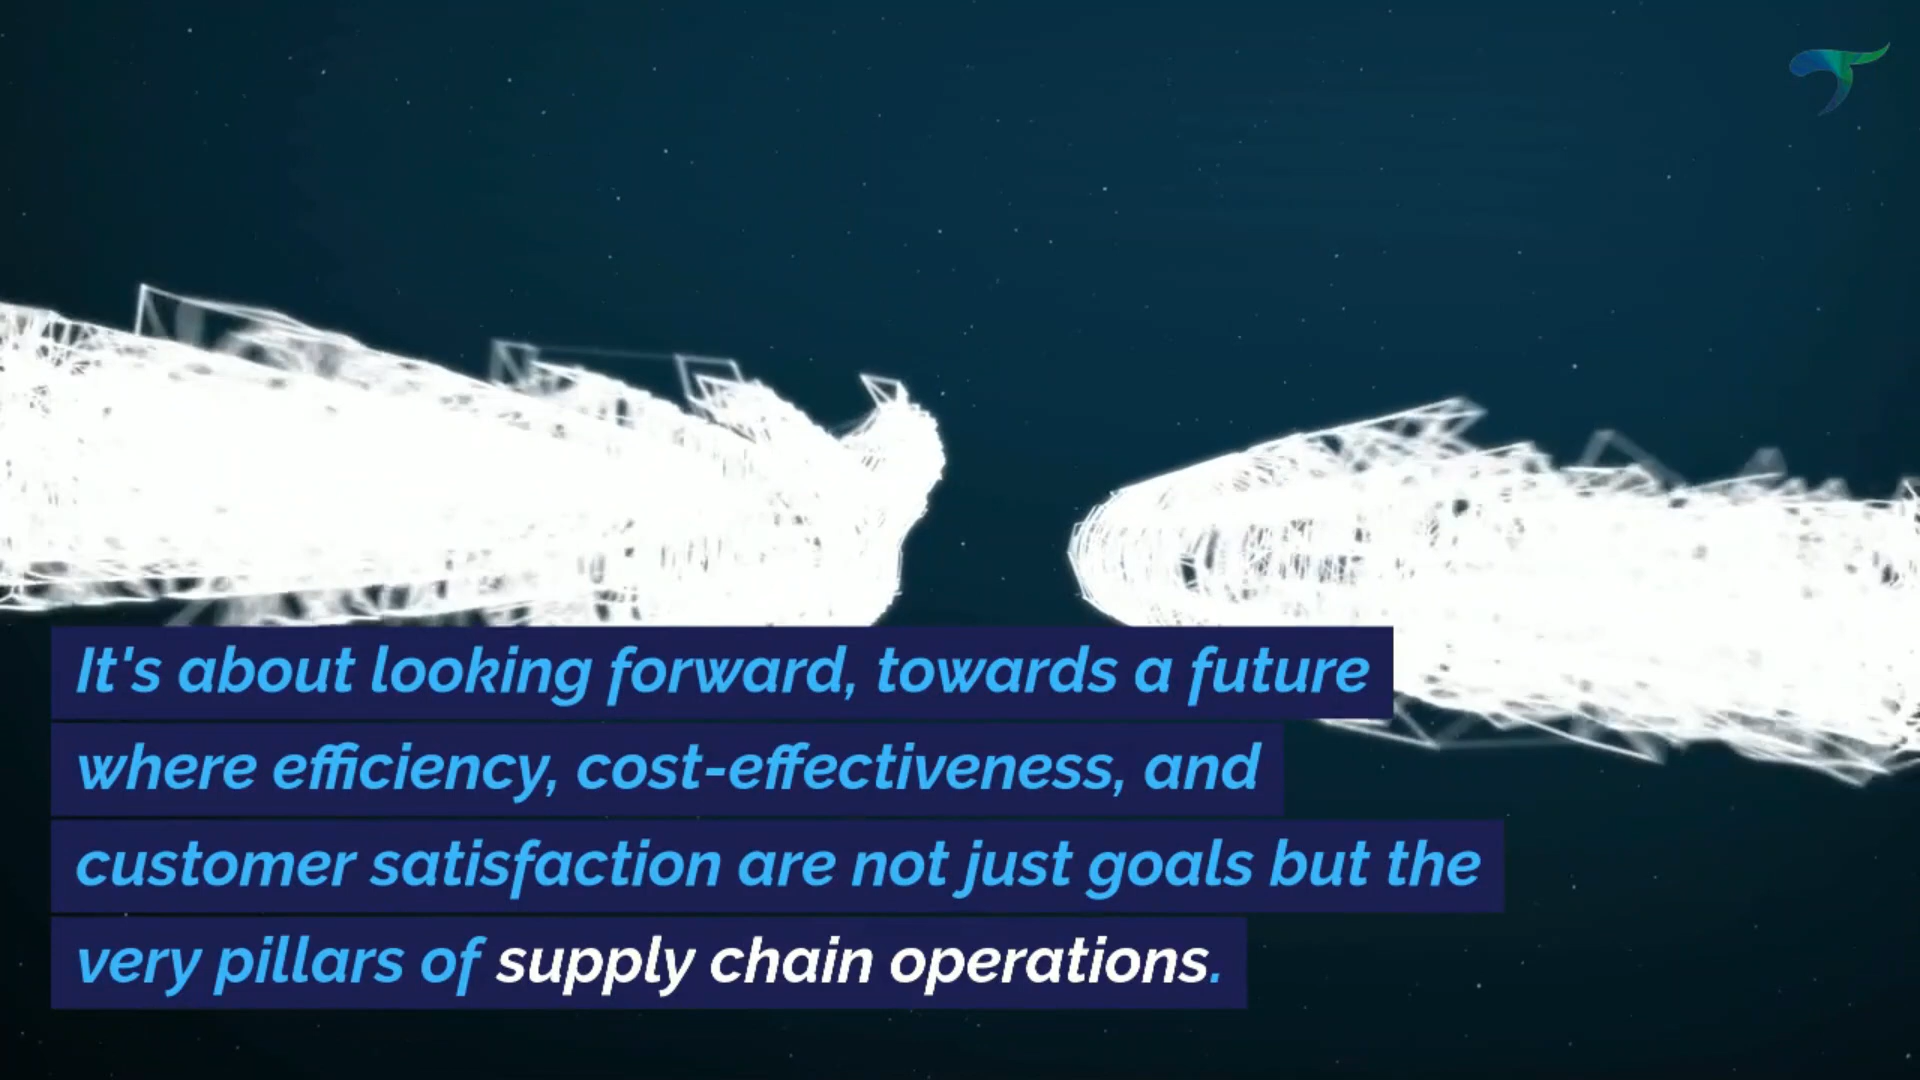 It's about looking forward, towards a future
where efficiency, cost-effectiveness, and
customer satisfaction are not just goals but the
very pillars of supply chain operations.